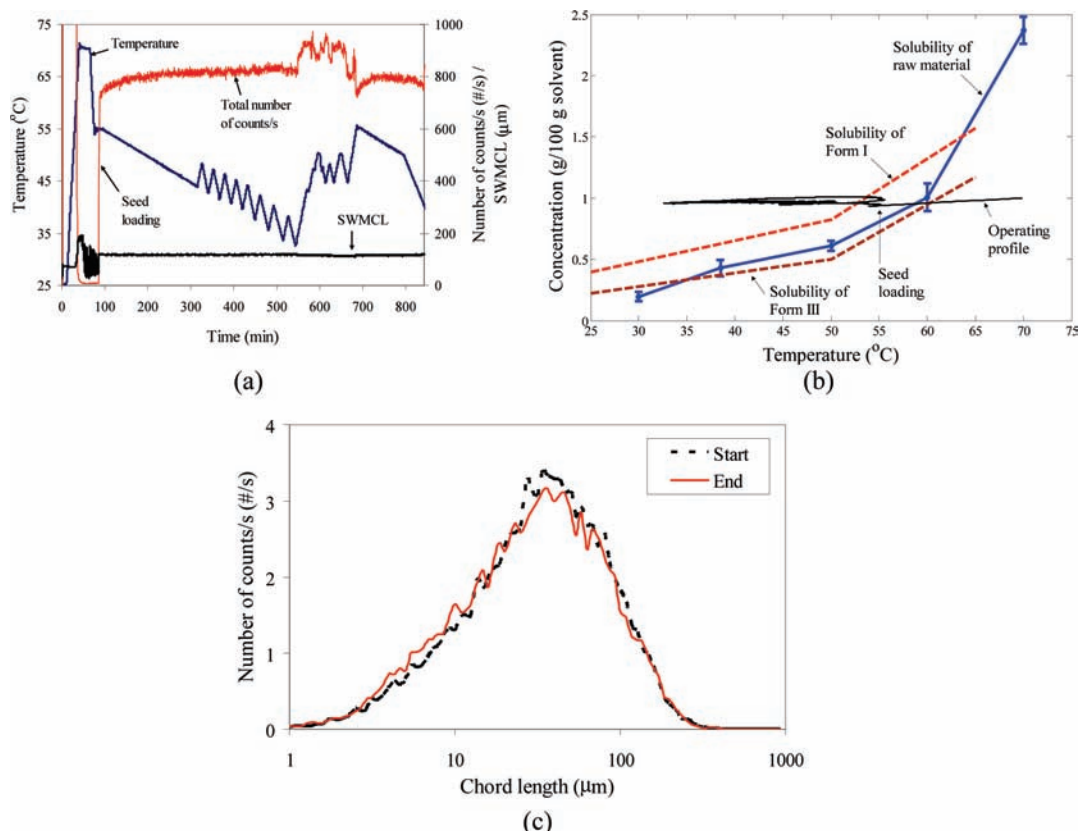 75
65
55
45
35
25
Temperature (°C)
0
100
200
300
400
500
600
700
800
Time (min)
1000
800
600
400
200
0
Number of counts/s (#/s) /
SWMCL (μm)
Temperature
Total number
of counts/s
Seed
loading
SWMCL
(a)
2.5
2
1.5
1
0.5
0
Concentration (g/100 g solvent)
25
30
35
40
45
50
55
60
65
70
75
Temperature (°C)
Solubility of
raw material
Solubility of
Form I
Operating
profile
Seed
loading
Solubility of
Form III
(b)
4
3
2
1
0
Number of counts/s (#/s)
1
10
100
1000
Chord length (μm)
Start
End
(c)